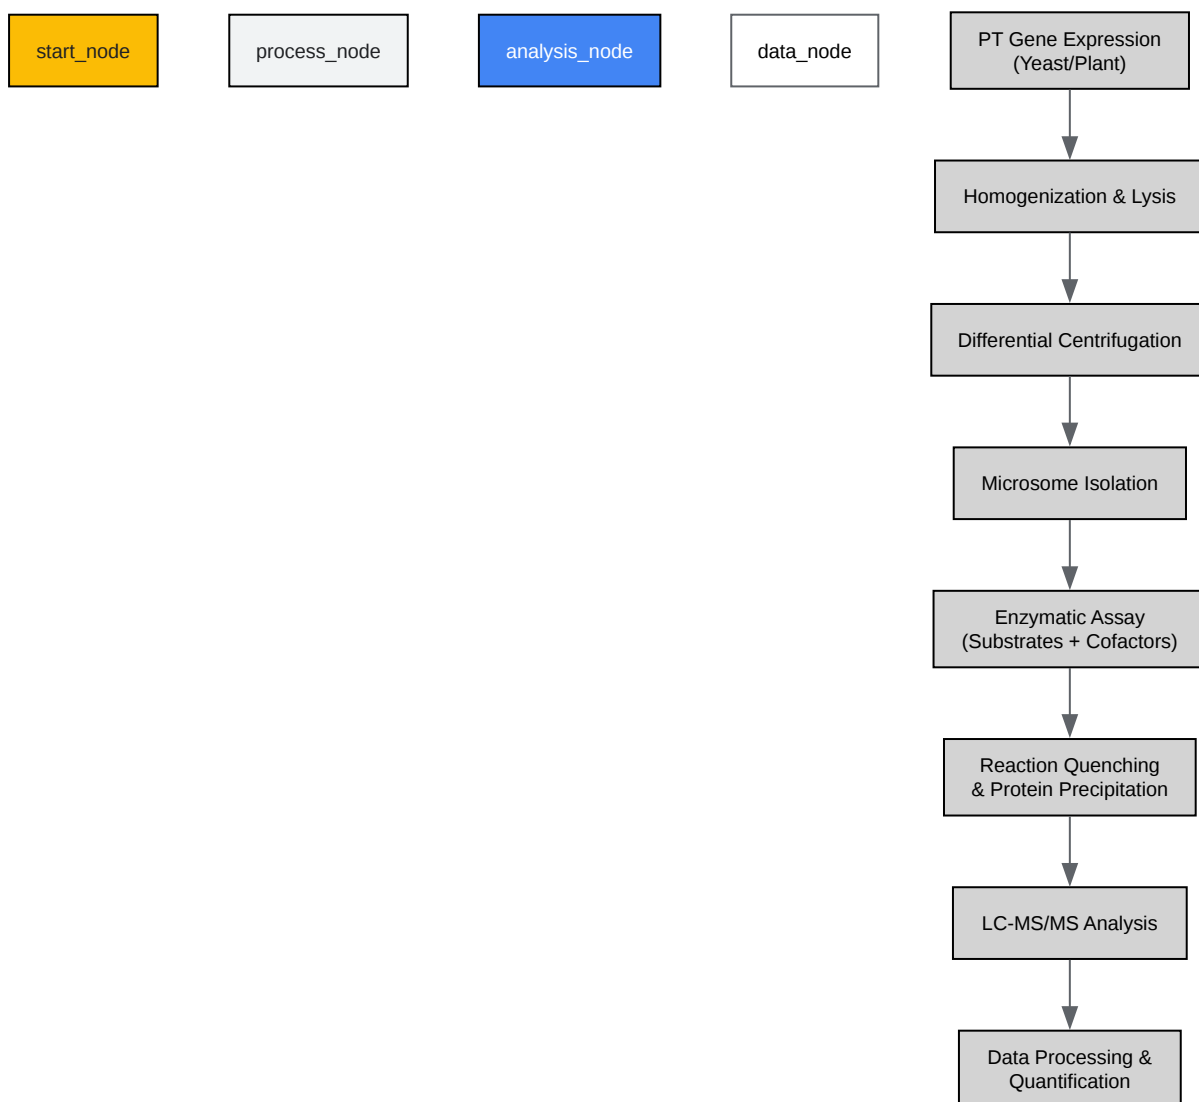 start_node
process_node
analysis_node
data_node
PT Gene Expression
(Yeast/Plant)
Homogenization & Lysis
Differential Centrifugation
Microsome Isolation
Enzymatic Assay
(Substrates + Cofactors)
Reaction Quenching
& Protein Precipitation
LC-MS/MS Analysis
Data Processing &
Quantification